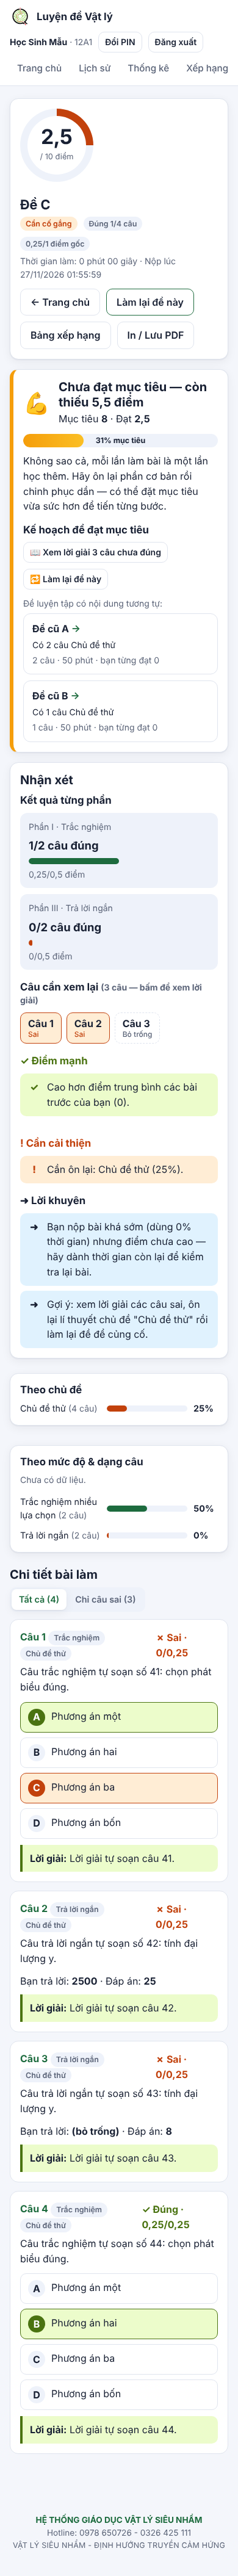 Luyện đề Vật lý
Học Sinh Mẫu · 12A1 Đổi PIN Đăng xuất
Trang chủ Lịch sử Thống kê Xếp hạng
2,5
/ 10 điểm
Đề C
Cần cố gắng Đúng 1/4 câu
0,25/1 điểm gốc
Thời gian làm: 0 phút 00 giây · Nộp lúc
27/11/2026 01:55:59
← Trang chủ Làm lại đề này
Bảng xếp hạng In / Lưu PDF
💪 Chưa đạt mục tiêu — còn
thiếu 5,5 điểm
Mục tiêu 8 · Đạt 2,5
31% mục tiêu
Không sao cả, mỗi lần làm bài là một lần
học thêm. Hãy ôn lại phần cơ bản rồi
chinh phục dần — có thể đặt mục tiêu
vừa sức hơn để tiến từng bước.
Kế hoạch để đạt mục tiêu
📖 Xem lời giải 3 câu chưa đúng
🔁 Làm lại đề này
Đề luyện tập có nội dung tương tự:
Đề cũ A →
Có 2 câu Chủ đề thử
2 câu · 50 phút · bạn từng đạt 0
Đề cũ B →
Có 1 câu Chủ đề thử
1 câu · 50 phút · bạn từng đạt 0
Nhận xét
Kết quả từng phần
Phần I · Trắc nghiệm
1/2 câu đúng
0,25/0,5 điểm
Phần III · Trả lời ngắn
0/2 câu đúng
0/0,5 điểm
Câu cần xem lại (3 câu — bấm để xem lời
giải)
Câu 1 Câu 2 Câu 3
Sai Sai Bỏ trống
✓ Điểm mạnh
✓ Cao hơn điểm trung bình các bài
trước của bạn (0).
! Cần cải thiện
! Cần ôn lại: Chủ đề thử (25%).
➜ Lời khuyên
➜ Bạn nộp bài khá sớm (dùng 0%
thời gian) nhưng điểm chưa cao —
hãy dành thời gian còn lại để kiểm
tra lại bài.
➜ Gợi ý: xem lời giải các câu sai, ôn
lại lí thuyết chủ đề "Chủ đề thử" rồi
làm lại đề để củng cố.
Theo chủ đề
Chủ đề thử (4 câu) 25%
Theo mức độ & dạng câu
Chưa có dữ liệu.
Trắc nghiệm nhiều
lựa chọn (2 câu) 50%
Trả lời ngắn (2 câu) 0%
Chi tiết bài làm
Tất cả (4) Chỉ câu sai (3)
Câu 1 Trắc nghiệm ✗ Sai ·
Chủ đề thử 0/0,25
Câu trắc nghiệm tự soạn số 41: chọn phát
biểu đúng.
A Phương án một
B Phương án hai
C Phương án ba
D Phương án bốn
Lời giải: Lời giải tự soạn câu 41.
Câu 2 Trả lời ngắn ✗ Sai ·
Chủ đề thử 0/0,25
Câu trả lời ngắn tự soạn số 42: tính đại
lượng y.
Bạn trả lời: 2500 · Đáp án: 25
Lời giải: Lời giải tự soạn câu 42.
Câu 3 Trả lời ngắn ✗ Sai ·
Chủ đề thử 0/0,25
Câu trả lời ngắn tự soạn số 43: tính đại
lượng y.
Bạn trả lời: (bỏ trống) · Đáp án: 8
Lời giải: Lời giải tự soạn câu 43.
Câu 4 Trắc nghiệm ✓ Đúng ·
Chủ đề thử 0,25/0,25
Câu trắc nghiệm tự soạn số 44: chọn phát
biểu đúng.
A Phương án một
B Phương án hai
C Phương án ba
D Phương án bốn
Lời giải: Lời giải tự soạn câu 44.
HỆ THỐNG GIÁO DỤC VẬT LÝ SIÊU NHẨM
Hotline: 0978 650726 - 0326 425 111
VẬT LÝ SIÊU NHẨM - ĐỊNH HƯỚNG TRUYỀN CẢM HỨNG